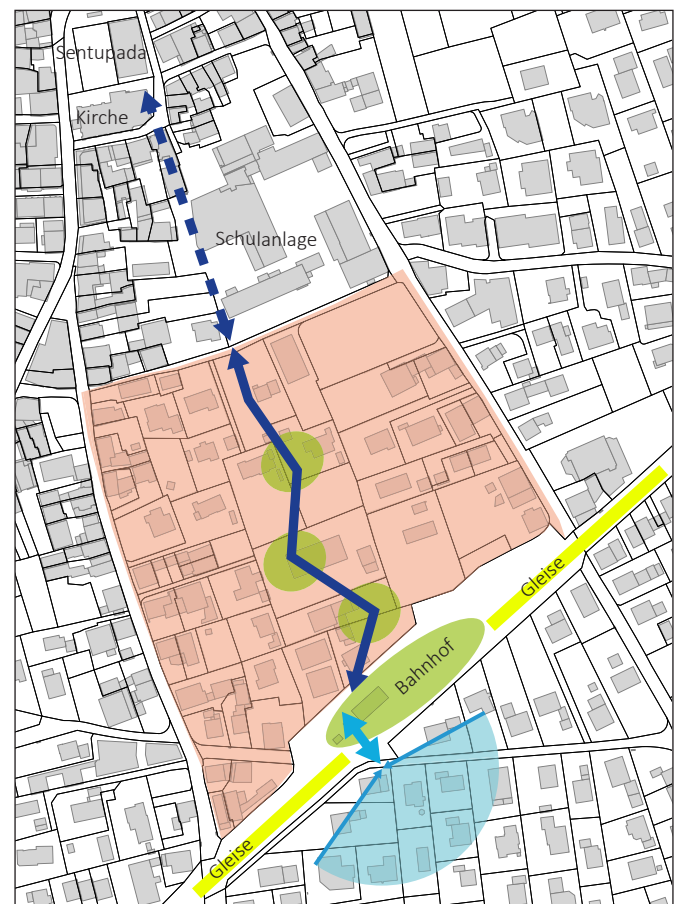 Sentupada
Kirche
Schulanlage
Gleise
Bahnhof
Gleise